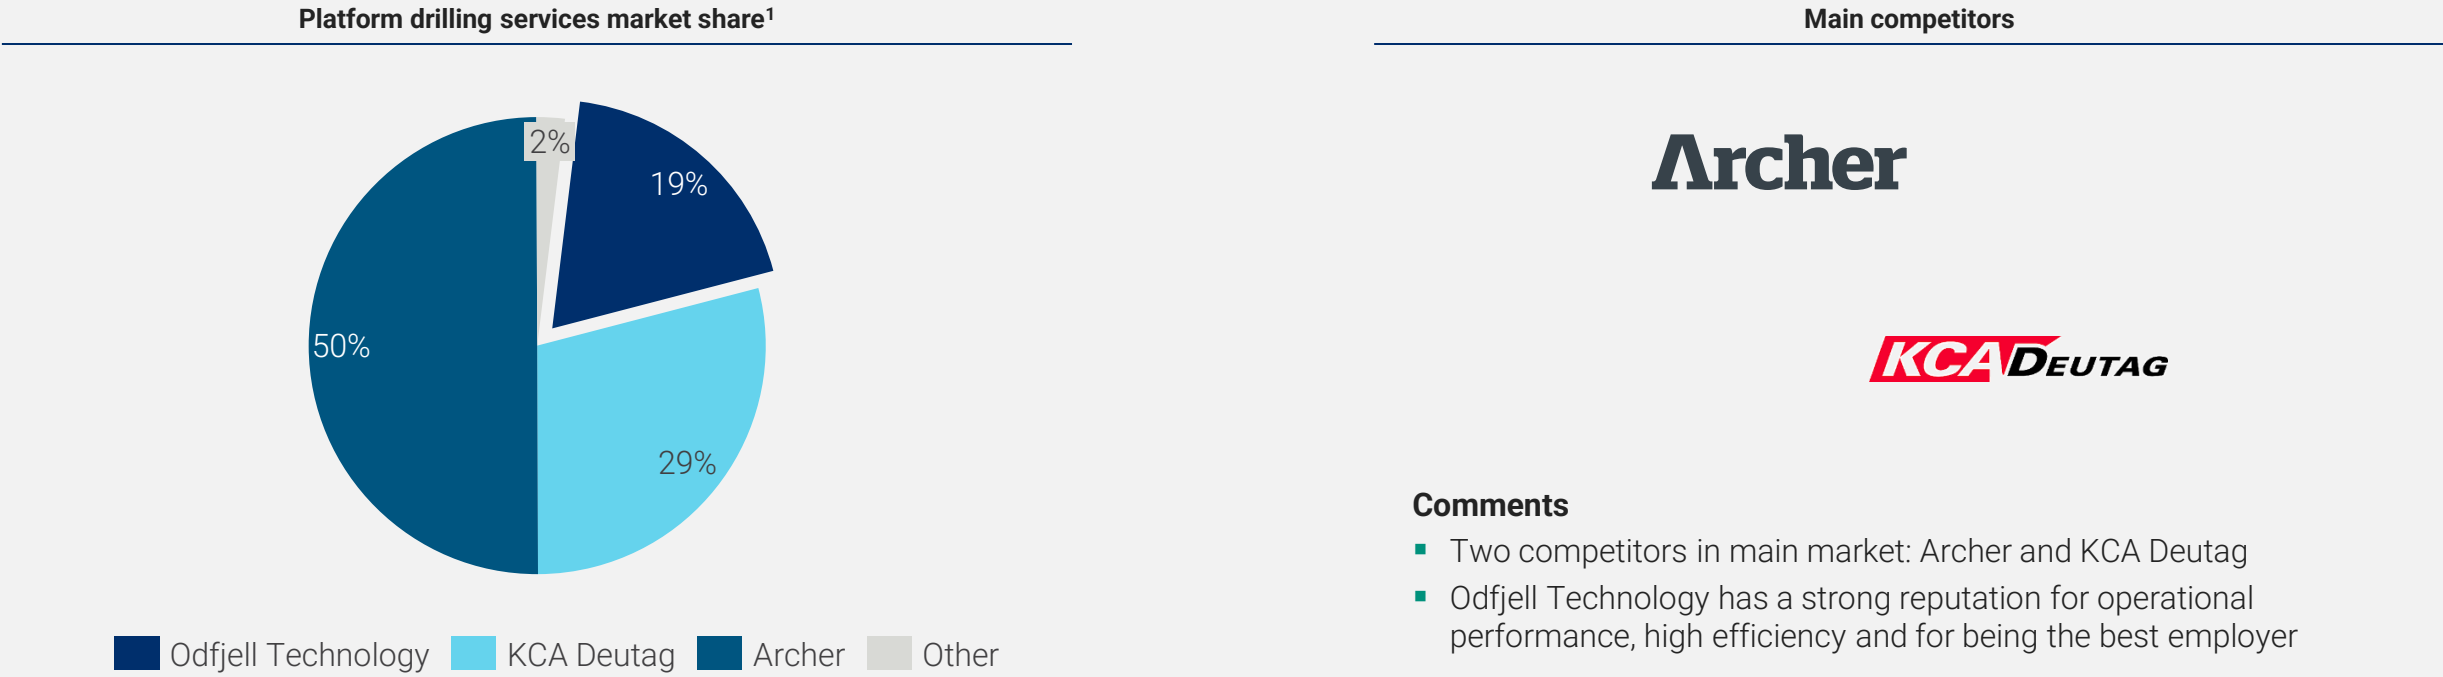 Platform drilling services market share¹
2%
19%
50%
29%
Odfjell Technology KCA Deutag Archer Other
Main competitors
Archer
KCA DEUTAG
Comments
Two competitors in main market: Archer and KCA Deutag
Odfjell Technology has a strong reputation for operational
performance, high efficiency and for being the best employer